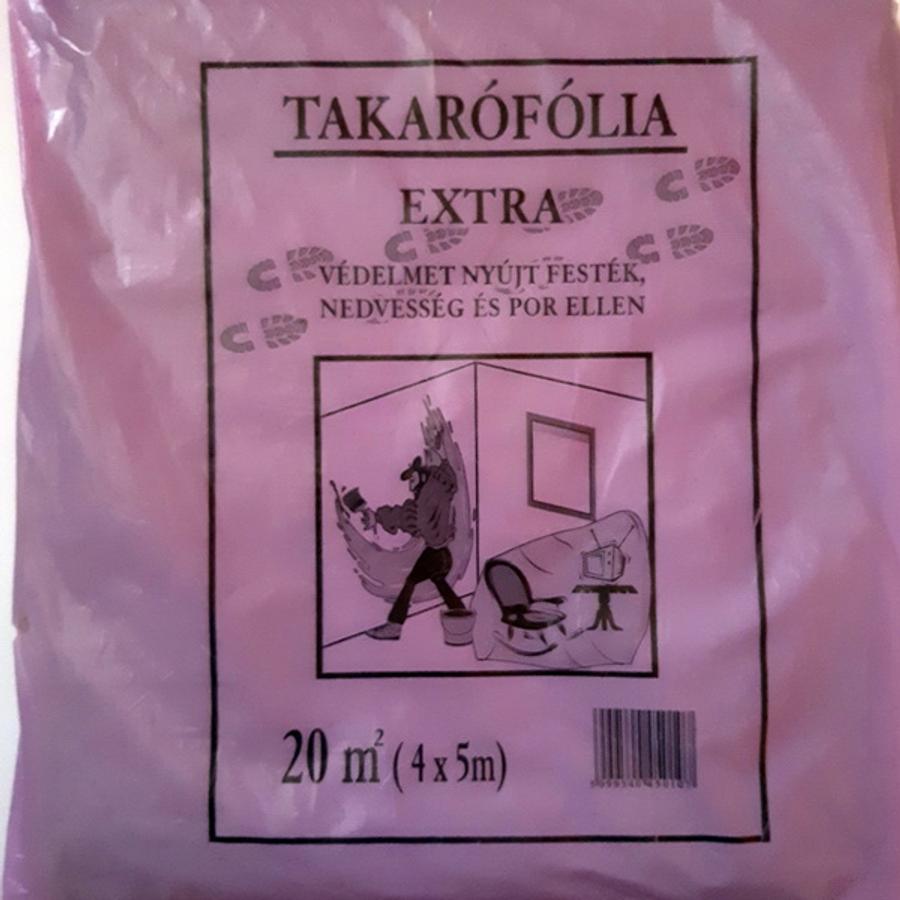 TAKARÓFÓLIA
EXTRA
VÉDELMET NYÚJT FESTÉK,
NEDVESSÉG ÉS POR ELLEN
20 m² (4 x 5m)